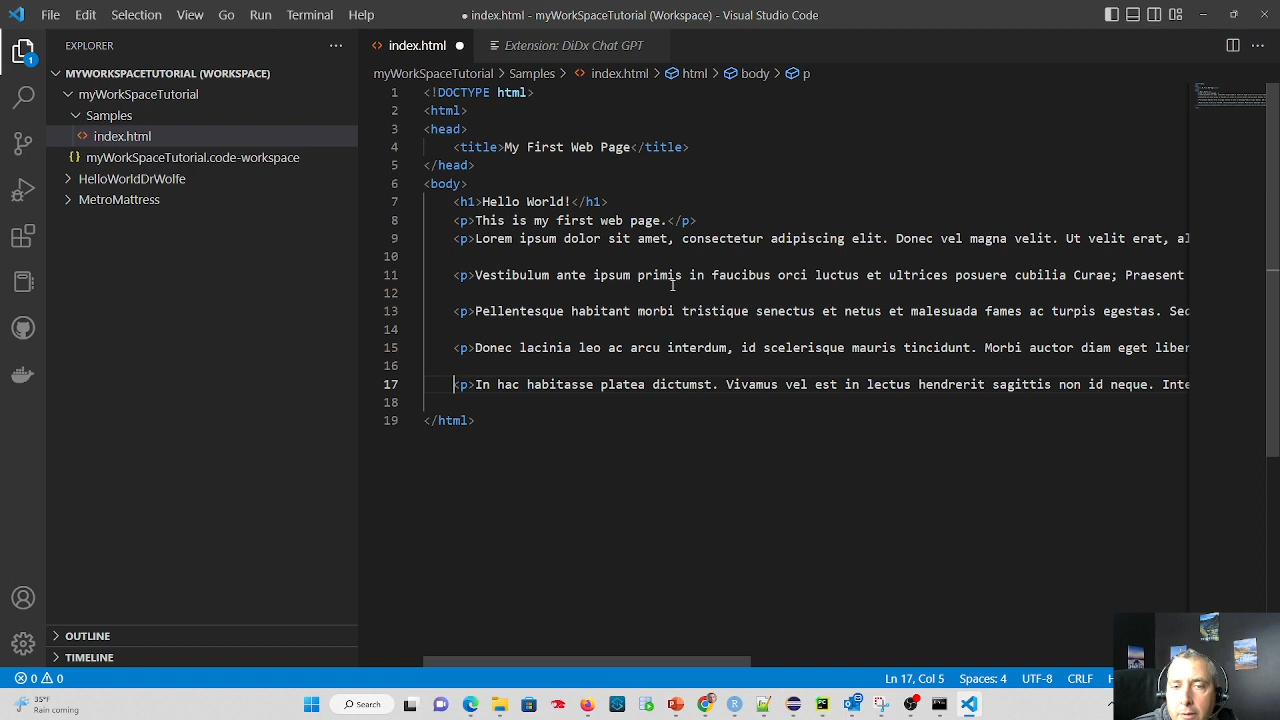 File Edit Selection View Go Run Terminal Help
● index.html - myWorkSpaceTutorial (Workspace) - Visual Studio Code
EXPLORER
index.html
Extension: DiDx Chat GPT
1
MYWORKSPACETUTORIAL (WORKSPACE)
myWorkSpaceTutorial
Samples
index.html
myWorkSpaceTutorial.code-workspace
HelloWorldDrWolfe
MetroMattress
OUTLINE
TIMELINE
myWorkSpaceTutorial > Samples > index.html > html > body > p
1 <!DOCTYPE html>
2 <html>
3 <head>
4 <title>My First Web Page</title>
5 </head>
6 <body>
7 <h1>Hello World!</h1>
8 <p>This is my first web page.</p>
9 <p>Lorem ipsum dolor sit amet, consectetur adipiscing elit. Donec vel magna velit. Ut velit erat, al
10
11 <p>Vestibulum ante ipsum primis in faucibus orci luctus et ultrices posuere cubilia Curae; Praesent
12
13 <p>Pellentesque habitant morbi tristique senectus et netus et malesuada fames ac turpis egestas. Sed
14
15 <p>Donec lacinia leo ac arcu interdum, id scelerisque mauris tincidunt. Morbi auctor diam eget liber
16
17 <p>In hac habitasse platea dictumst. Vivamus vel est in lectus hendrerit sagittis non id neque. Inte
18
19 </html>
0 0 Ln 17, Col 5 Spaces: 4 UTF-8 CRLF H
35°F
Rain coming
Search